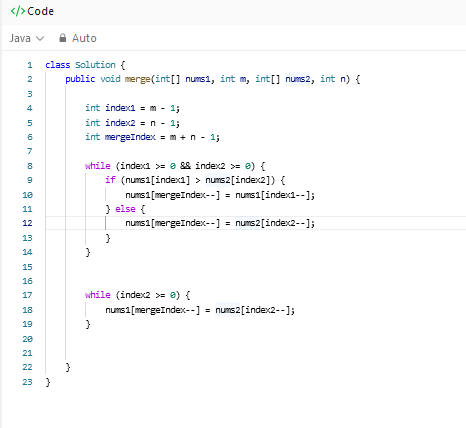 </> Code
Java Auto
1 class Solution {
2 public void merge(int[] nums1, int m, int[] nums2, int n) {
3
4 int index1 = m - 1;
5 int index2 = n - 1;
6 int mergeIndex = m + n - 1;
7
8 while (index1 >= 0 && index2 >= 0) {
9 if (nums1[index1] > nums2[index2]) {
10 nums1[mergeIndex--] = nums1[index1--];
11 } else {
12 nums1[mergeIndex--] = nums2[index2--];
13 }
14 }
15
16
17 while (index2 >= 0) {
18 nums1[mergeIndex--] = nums2[index2--];
19 }
20
21
22 }
23 }